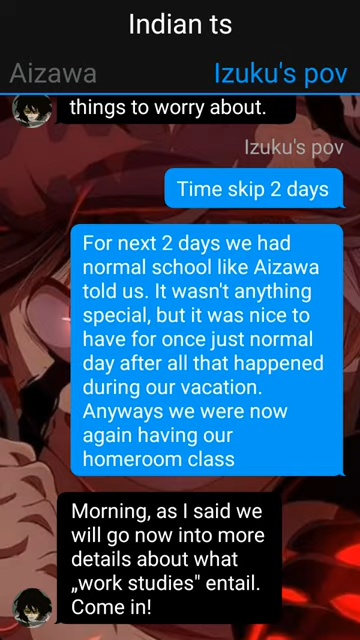 Indian ts
Aizawa
Izuku's pov
things to worry about.
Izuku's pov
Time skip 2 days
For next 2 days we had
normal school like Aizawa
told us. It wasn't anything
special, but it was nice to
have for once just normal
day after all that happened
during our vacation.
Anyways we were now
again having our
homeroom class
Morning, as I said we
will go now into more
details about what
„work studies" entail.
Come in!